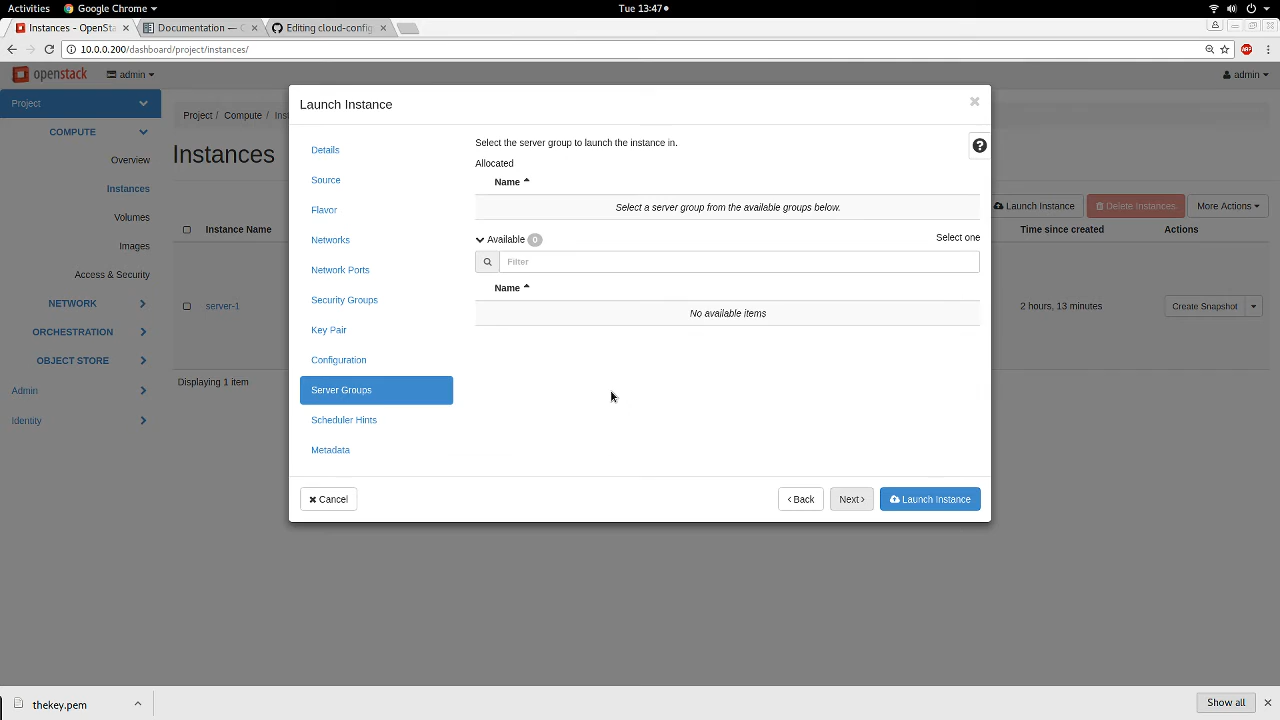 Activities Google Chrome Tue 13:47
Instances - OpenSta Documentation — C Editing cloud-config
10.0.0.200/dashboard/project/instances/ ABP
openstack admin admin
Project
COMPUTE
Overview
Instances
Volumes
Images
Access & Security
NETWORK
ORCHESTRATION
OBJECT STORE
Admin
Identity
Project / Compute / Inst
Instances
Launch Instance Delete Instances More Actions
Instance Name Time since created Actions
server-1 2 hours, 13 minutes Create Snapshot
Displaying 1 item
Launch Instance
Details
Source
Flavor
Networks
Network Ports
Security Groups
Key Pair
Configuration
Server Groups
Scheduler Hints
Metadata
Select the server group to launch the instance in.
Allocated
Name
Select a server group from the available groups below.
Available 0 Select one
Filter
Name
No available items
Cancel Back Next Launch Instance
thekey.pem Show all